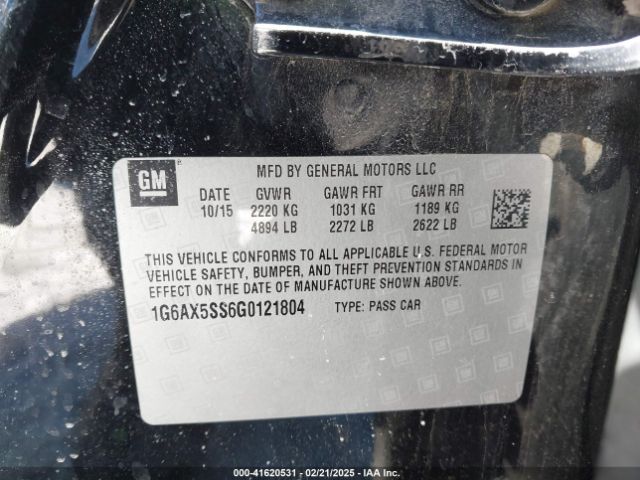 GM
MFD BY GENERAL MOTORS LLC
DATE GVWR GAWR FRT GAWR RR
10/15 2220 KG 1031 KG 1189 KG
4894 LB 2272 LB 2622 LB
THIS VEHICLE CONFORMS TO ALL APPLICABLE U.S. FEDERAL MOTOR
VEHICLE SAFETY, BUMPER, AND THEFT PREVENTION STANDARDS IN
EFFECT ON THE DATE OF MANUFACTURE SHOWN ABOVE.
1G6AX5SS6G0121804 TYPE: PASS CAR
000-41620531 - 02/21/2025 - IAA Inc.